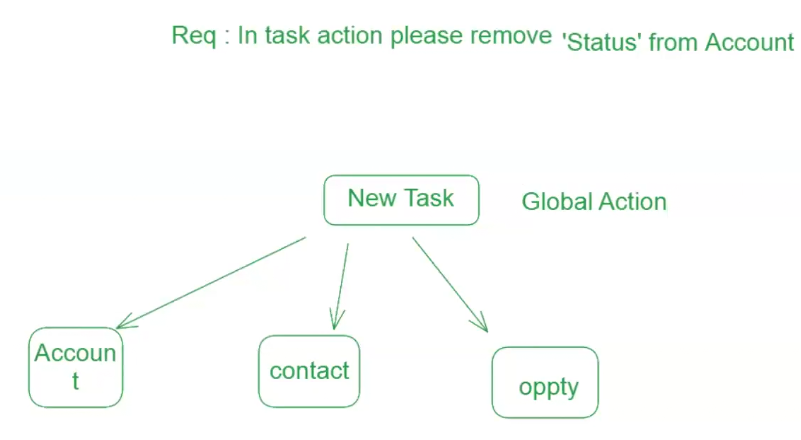 Req : In task action please remove 'Status' from Account
New Task
Global Action
Accoun
t
contact
oppty